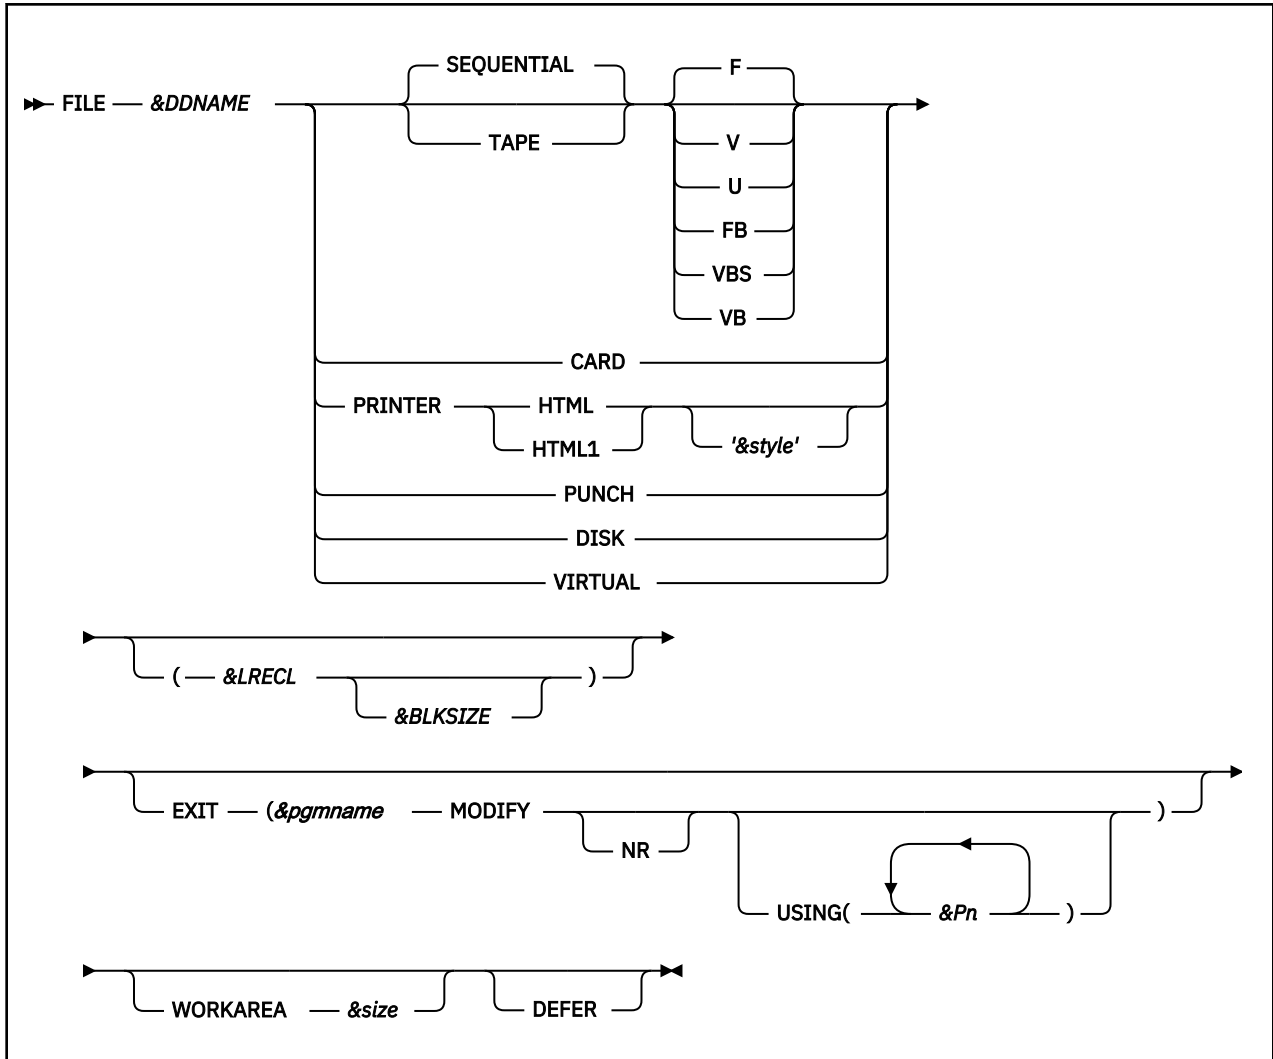 SEQUENTIAL F
FILE &DDNAME
TAPE V
U
FB
VBS
VB
CARD
PRINTER HTML
HTML1 '&style'
PUNCH
DISK
VIRTUAL
( &LRECL )
&BLKSIZE
EXIT (&pgmname MODIFY )
NR
USING( &Pn )
WORKAREA &size DEFER